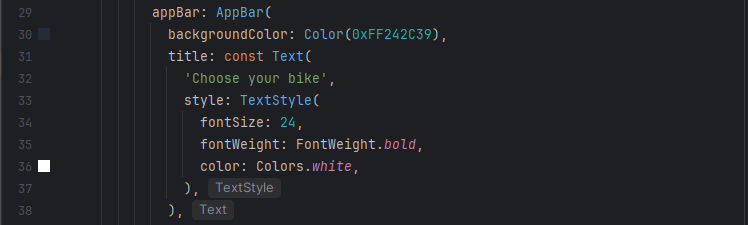 29 appBar: AppBar(
30 backgroundColor: Color(0xFF242C39),
31 title: const Text(
32 'Choose your bike',
33 style: TextStyle(
34 fontSize: 24,
35 fontWeight: FontWeight.bold,
36 color: Colors.white,
37 ), TextStyle
38 ), Text